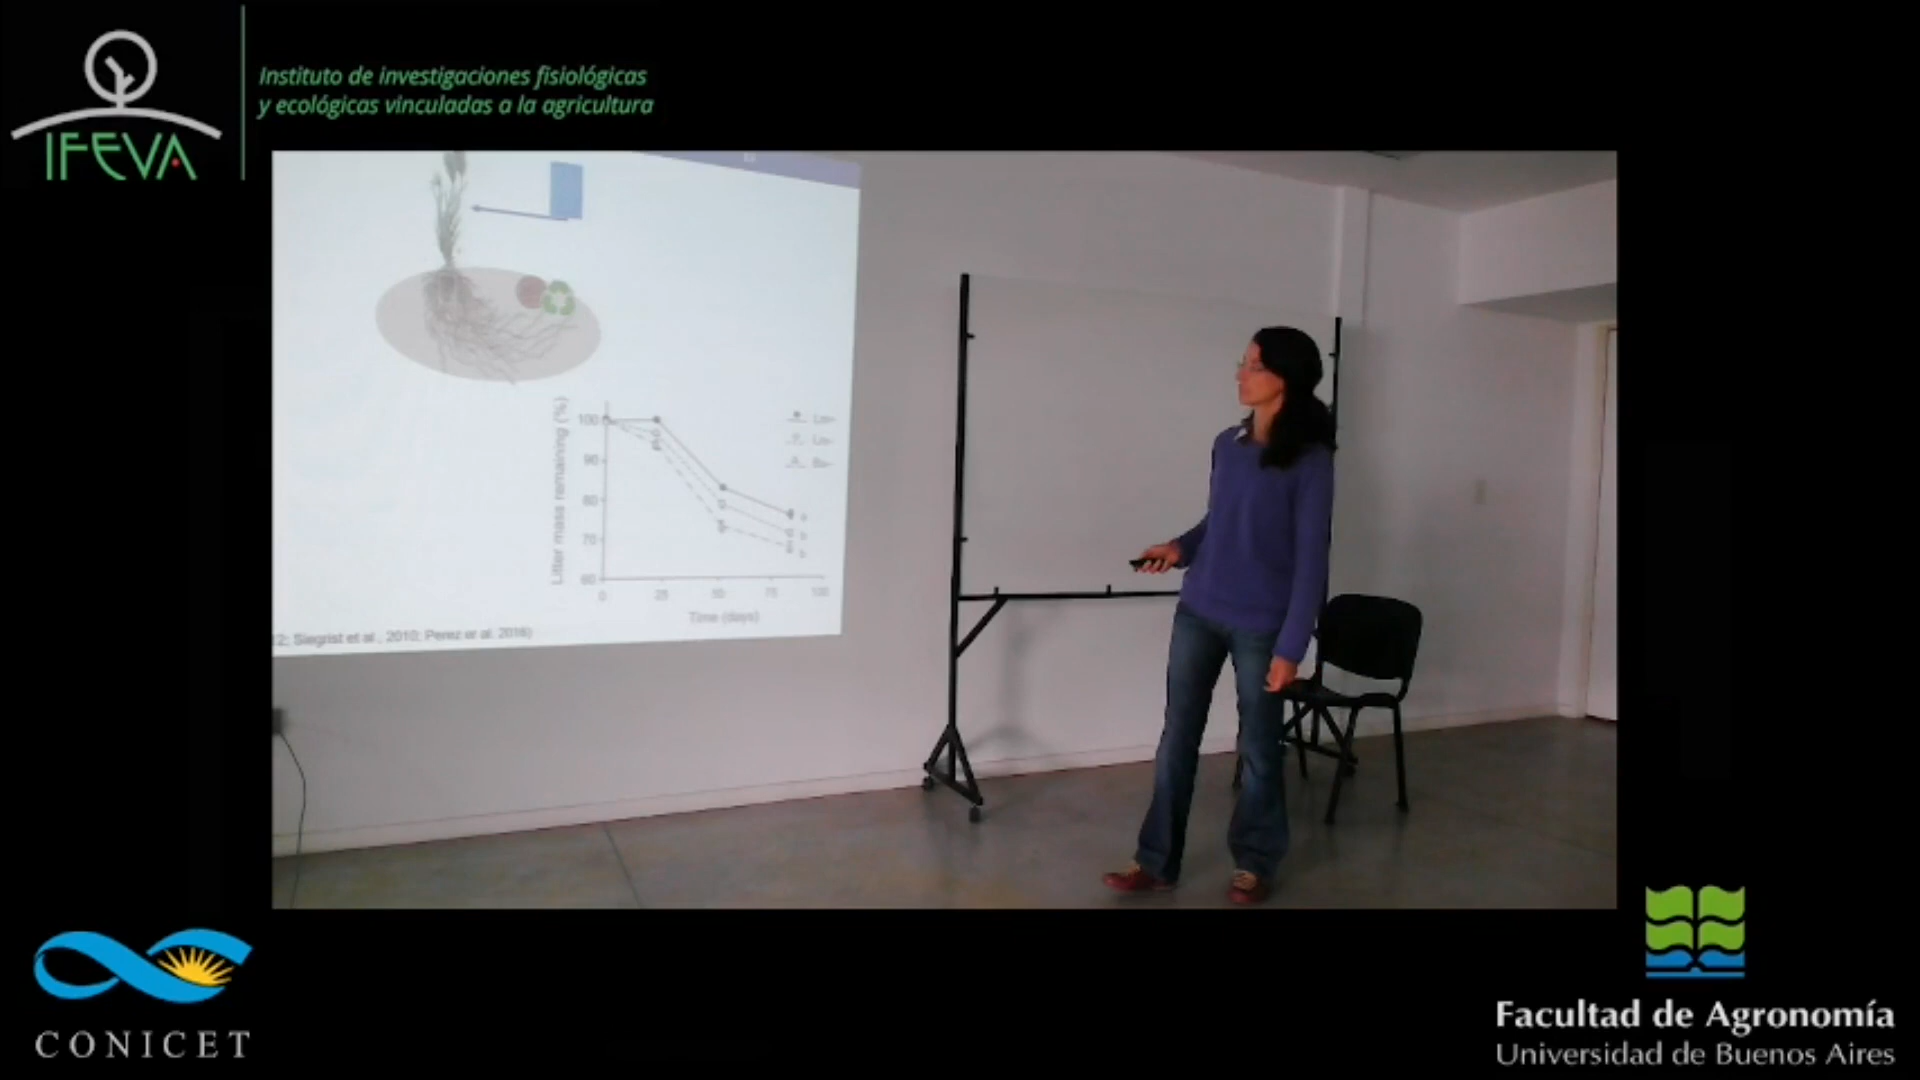 Instituto de investigaciones fisiológicas
y ecológicas vinculadas a la agricultura
IFEVA
Litter mass remaining (%)
100
90
80
70
60
0
25
50
75
100
Time (days)
2; Siegrist et al., 2010; Perez et al. 2016)
CONICET
Facultad de Agronomía
Universidad de Buenos Aires